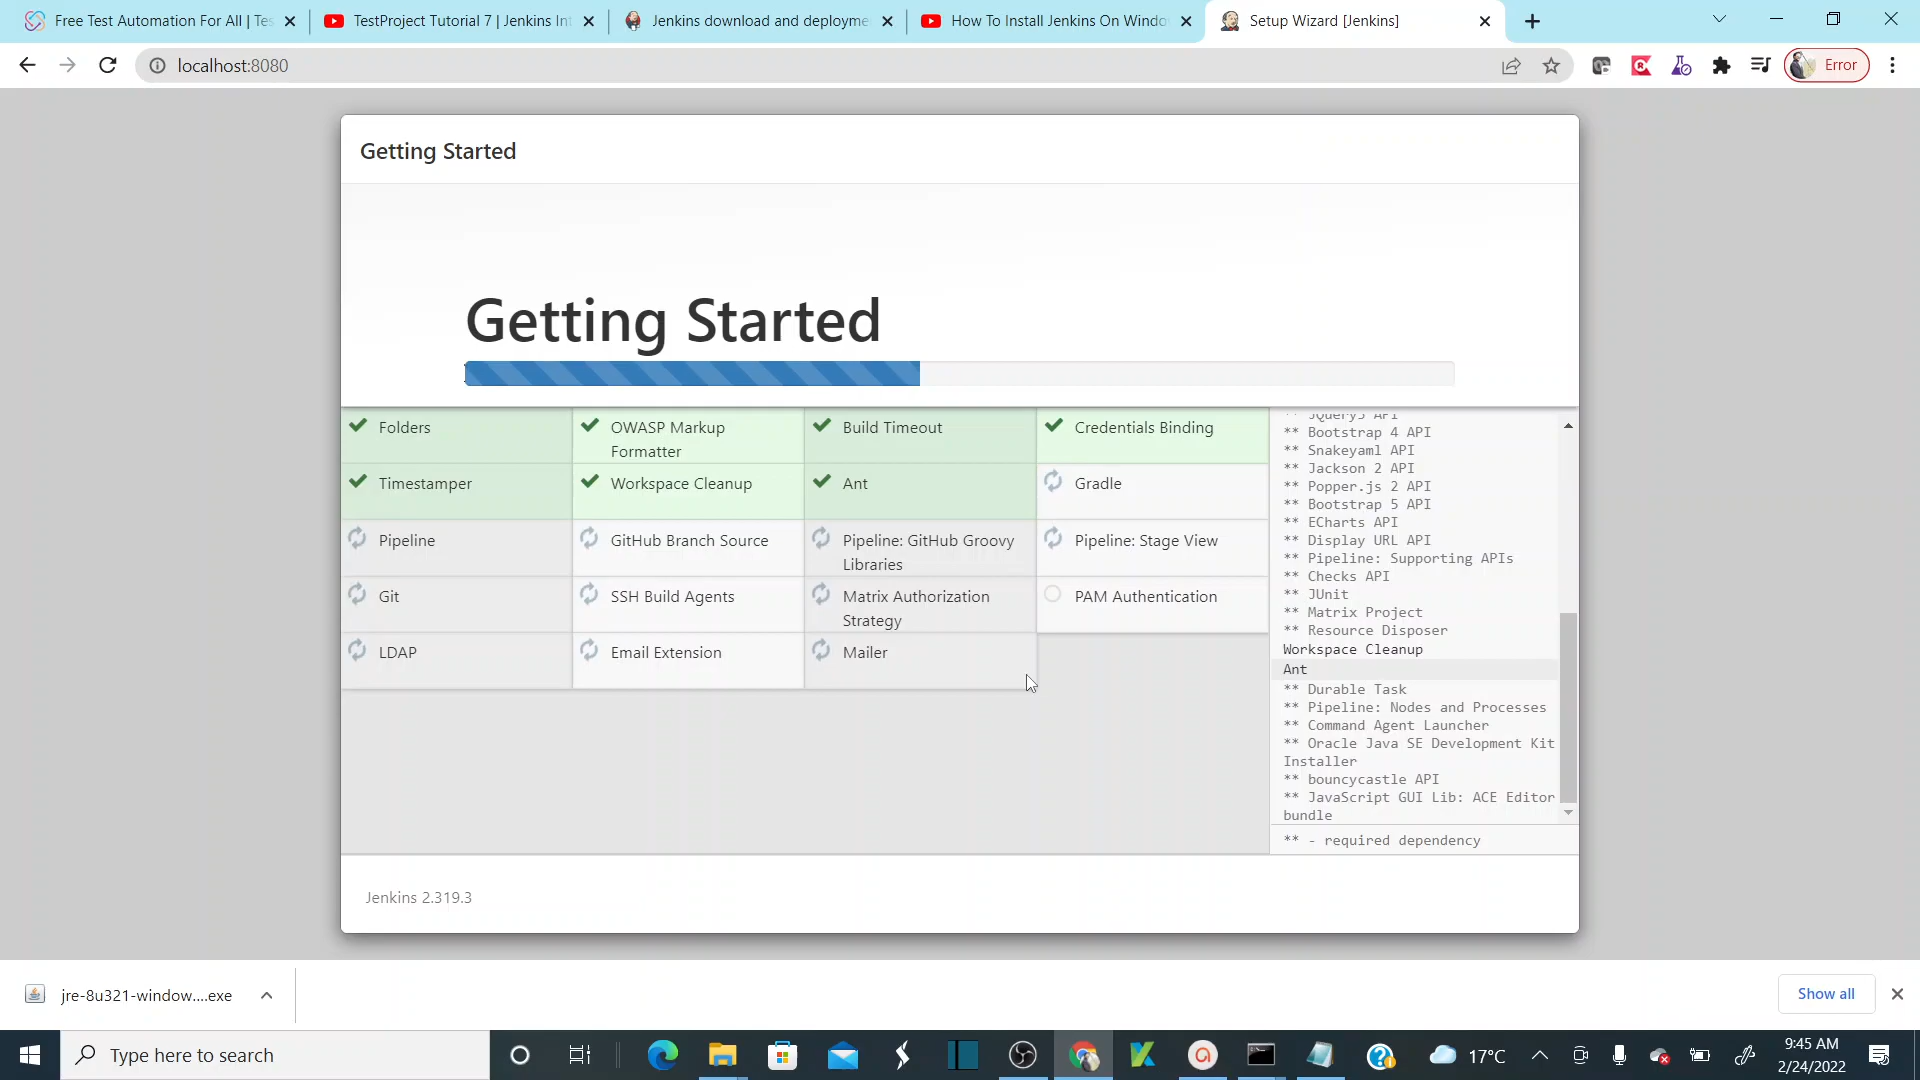 Free Test Automation For All | Tes
TestProject Tutorial 7 | Jenkins Int
Jenkins download and deployme
How To Install Jenkins On Windo
Setup Wizard [Jenkins]
localhost:8080
Error
Getting Started
Getting Started
Folders
OWASP Markup
Formatter
Build Timeout
Credentials Binding
Timestamper
Workspace Cleanup
Ant
Gradle
Pipeline
GitHub Branch Source
Pipeline: GitHub Groovy
Libraries
Pipeline: Stage View
Git
SSH Build Agents
Matrix Authorization
Strategy
PAM Authentication
LDAP
Email Extension
Mailer
** JQuery3 API
** Bootstrap 4 API
** Snakeyaml API
** Jackson 2 API
** Popper.js 2 API
** Bootstrap 5 API
** ECharts API
** Display URL API
** Pipeline: Supporting APIs
** Checks API
** JUnit
** Matrix Project
** Resource Disposer
Workspace Cleanup
Ant
** Durable Task
** Pipeline: Nodes and Processes
** Command Agent Launcher
** Oracle Java SE Development Kit
Installer
** bouncycastle API
** JavaScript GUI Lib: ACE Editor
bundle
** - required dependency
Jenkins 2.319.3
jre-8u321-window....exe
Show all
Type here to search
17°C
9:45 AM
2/24/2022